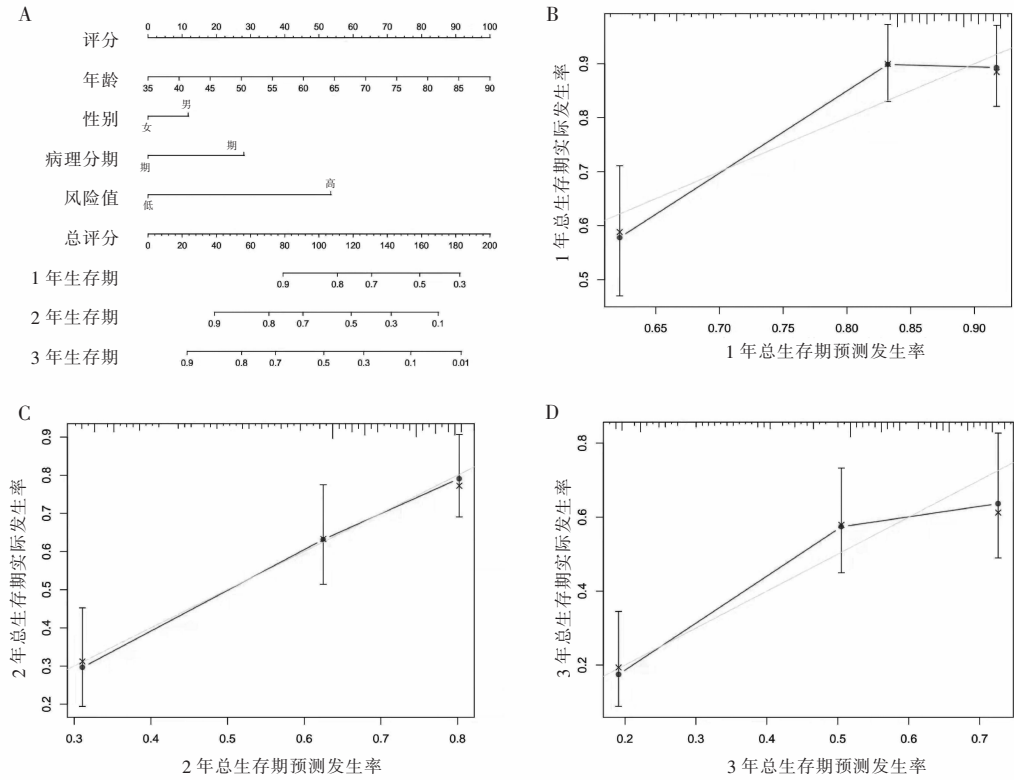 A
评分
0 10 20 30 40 50 60 70 80 90 100
年龄
35 40 45 50 55 60 65 70 75 80 85 90
性别
男
女
病理分期
期
期
风险值
高
低
总评分
0 20 40 60 80 100 120 140 160 180 200
1 年生存期
0.9 0.8 0.7 0.5 0.3
2 年生存期
0.9 0.8 0.7 0.5 0.3 0.1
3 年生存期
0.9 0.8 0.7 0.5 0.3 0.1 0.01
B
1 年总生存期实际发生率
0.9
0.8
0.7
0.6
0.5
0.65 0.70 0.75 0.80 0.85 0.90
1 年总生存期预测发生率
C
2 年总生存期实际发生率
0.9
0.8
0.7
0.6
0.5
0.4
0.3
0.2
0.3 0.4 0.5 0.6 0.7 0.8
2 年总生存期预测发生率
D
3 年总生存期实际发生率
0.8
0.6
0.4
0.2
0.2 0.3 0.4 0.5 0.6 0.7
3 年总生存期预测发生率